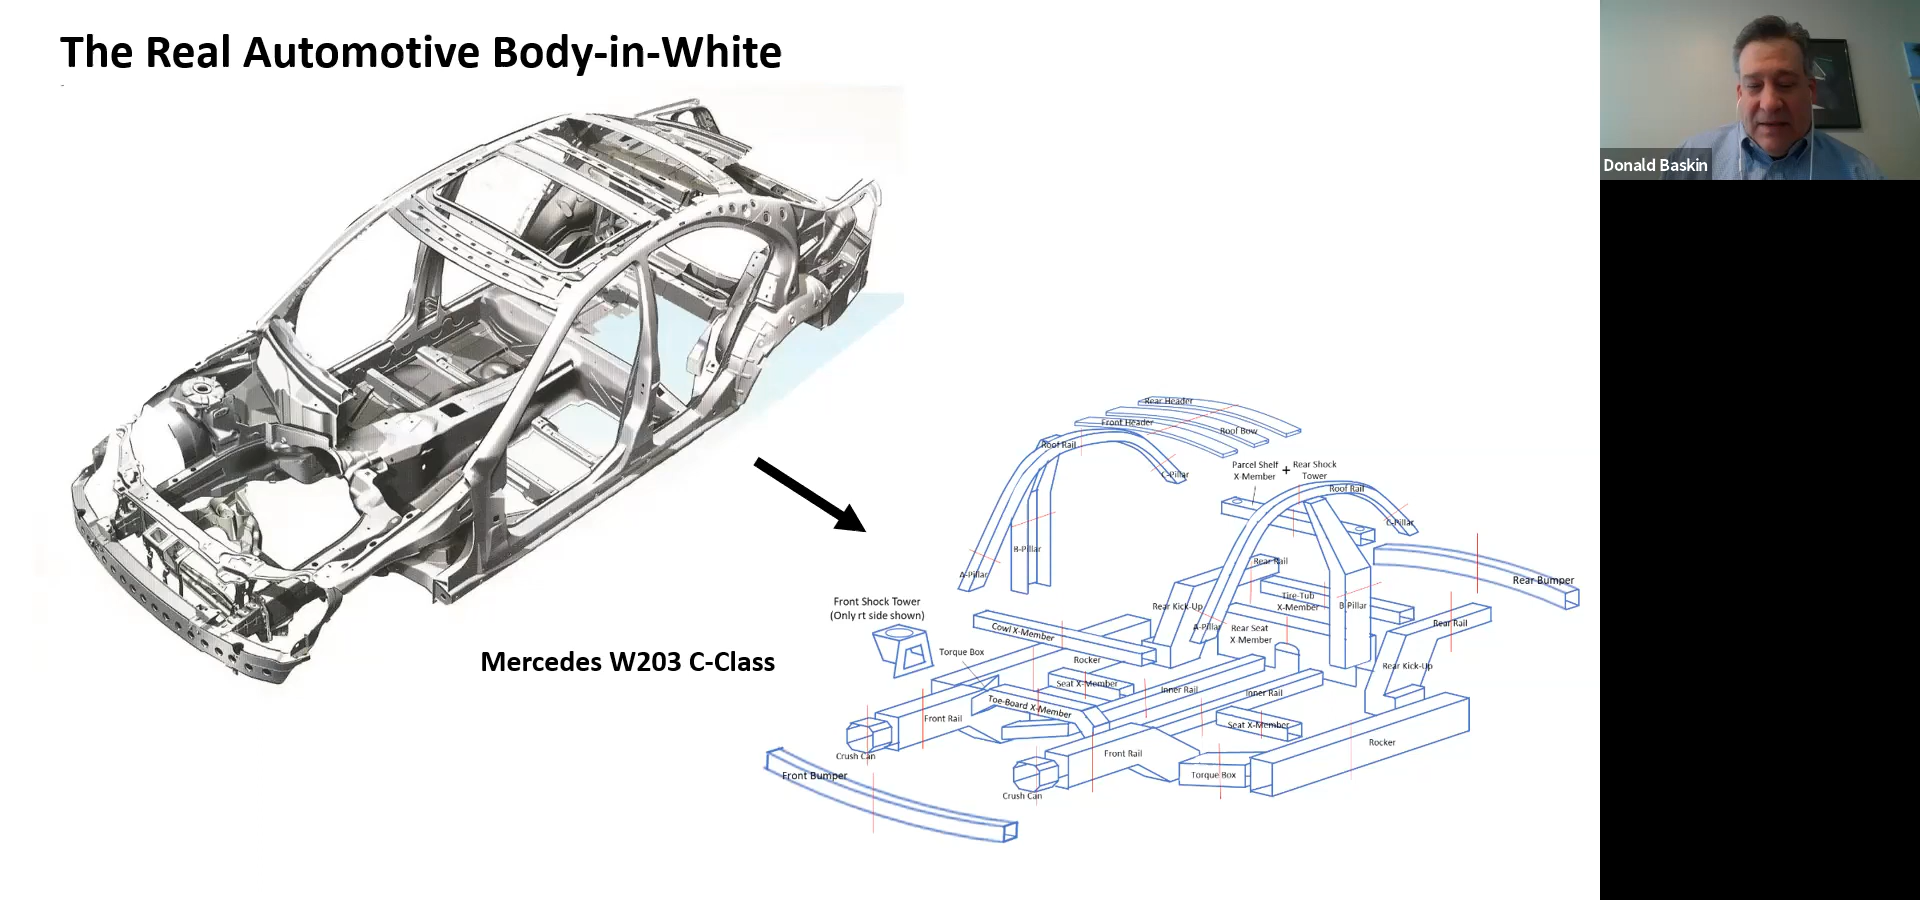 The Real Automotive Body-in-White
Donald Baskin
Rear Header
Front Header
Roof Bow
Roof Rail
C-Pillar
Parcel Shelf
X-Member
+
Rear Shock
Tower
Roof Rail
C-Pillar
B-Pillar
A-Pillar
Rear Rail
Rear Bumper
Tire-Tub
X-Member
B Pillar
Front Shock Tower
(Only rt side shown)
Rear Kick-Up
A-Pillar
Rear Seat
X Member
Rear Rail
Cowl X-Member
Torque Box
Rocker
Mercedes W203 C-Class
Rear Kick-Up
Seat X-Member
Inner Rail
Inner Rail
Toe-Board X-Member
Front Rail
Seat X-Member
Rocker
Crush Can
Front Rail
Front Bumper
Torque Box
Crush Can